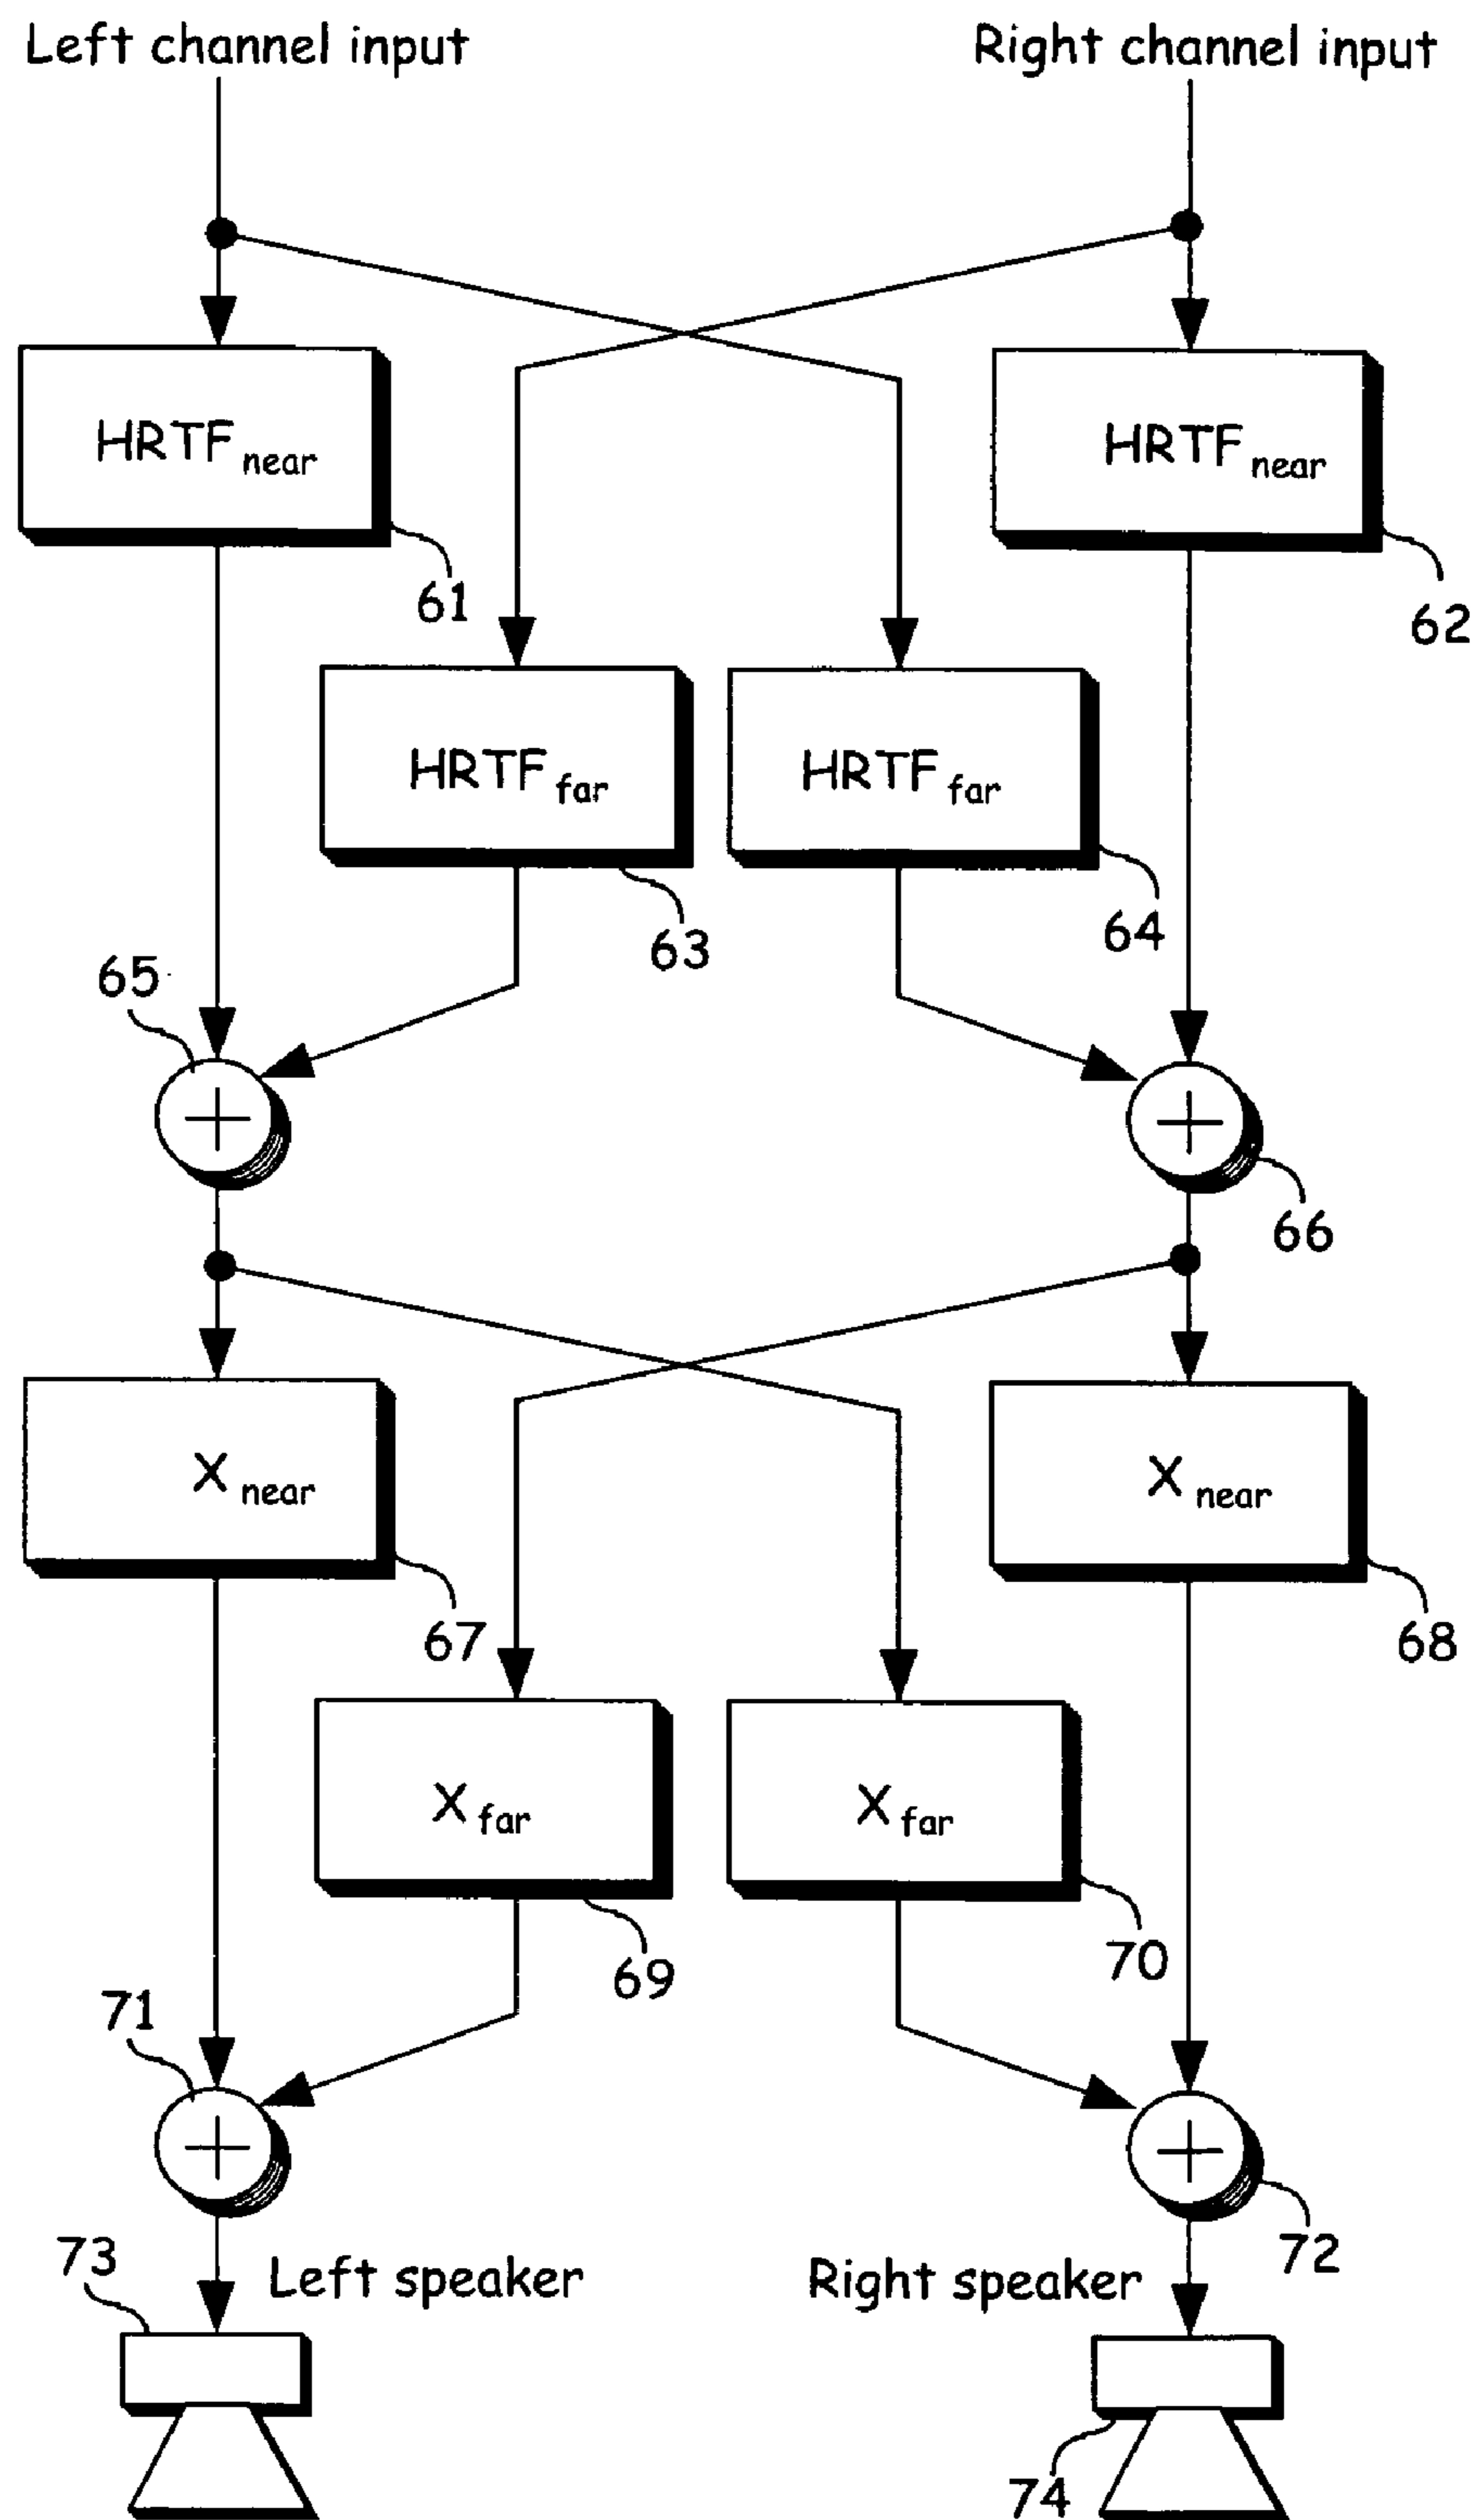 Left channel input
Right channel input
HRTF near
HRTF near
61
62
HRTF far
HRTF far
63
64
65
66
X near
X near
67
68
X far
X far
69
70
71
72
73
Left speaker
Right speaker
74